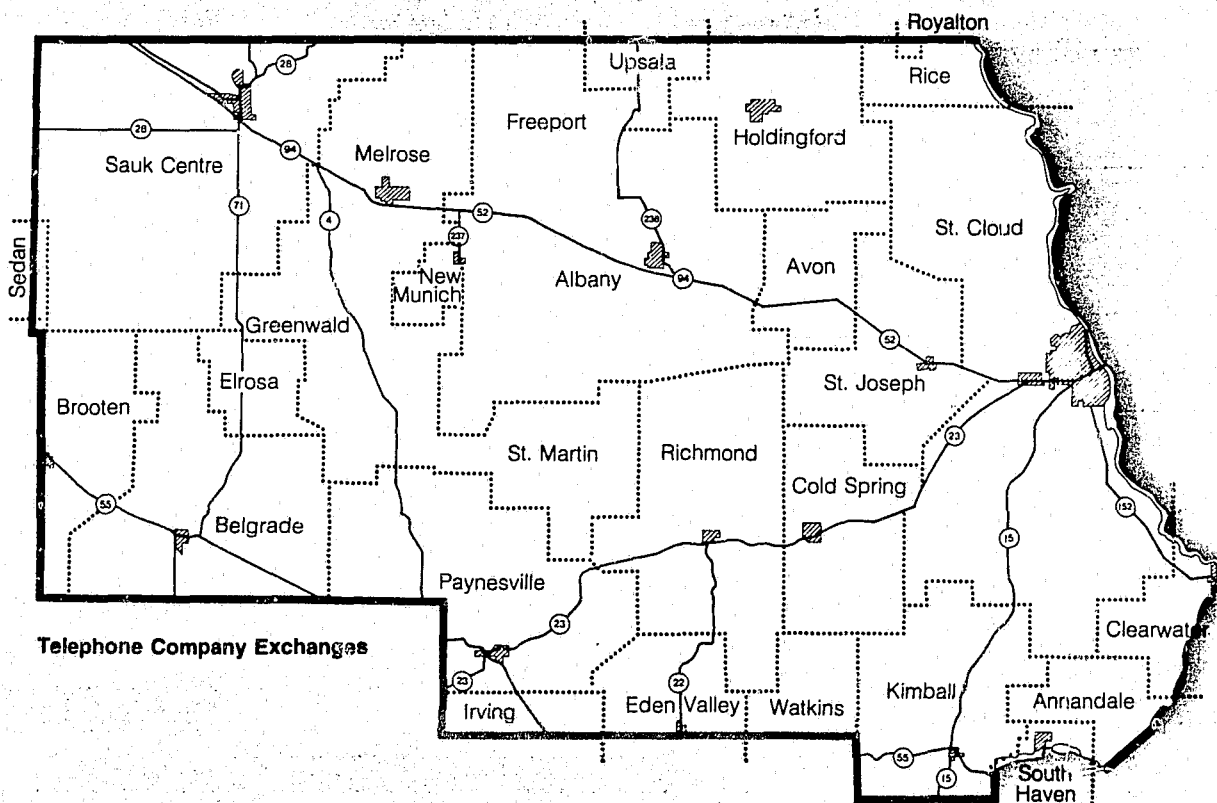 Royalton
28
Upsala
Rice
Freeport
Holdingford
28
Sauk Centre
94
Melrose
71
4
52
238
St. Cloud
237
Sedan
New
Munich
Albany
94
Avon
Greenwald
52
Elrosa
St. Joseph
Brooten
23
St. Martin
Richmond
Cold Spring
55
152
Belgrade
15
Paynesville
23
Telephone Company Exchanges
Clearwater
23
22
Kimball
Annandale
Irving
Eden Valley
Watkins
55
15
South
Haven